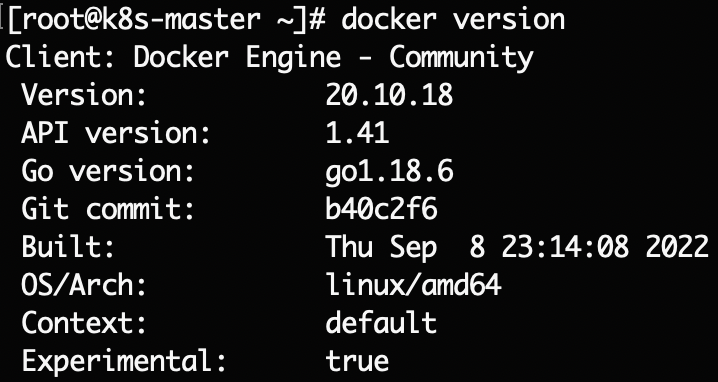 [root@k8s-master ~]# docker version
Client: Docker Engine - Community
 Version:           20.10.18
 API version:       1.41
 Go version:        go1.18.6
 Git commit:        b40c2f6
 Built:             Thu Sep  8 23:14:08 2022
 OS/Arch:           linux/amd64
 Context:           default
 Experimental:      true